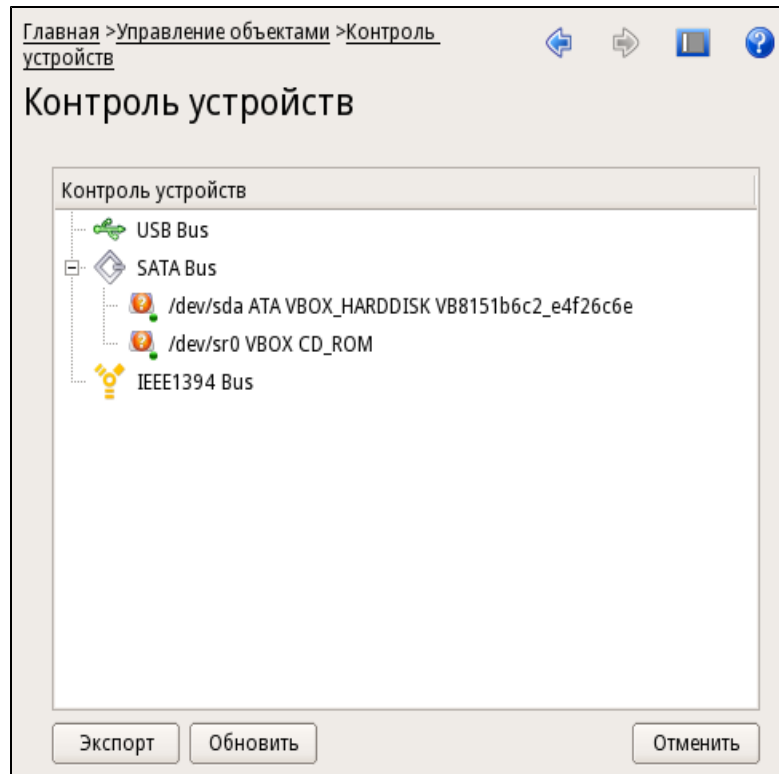 Главная >Управление объектами >Контроль
устройств
Контроль устройств
Контроль устройств
USB Bus
SATA Bus
/dev/sda ATA VBOX_HARDDISK VB8151b6c2_e4f26c6e
/dev/sr0 VBOX CD_ROM
IEEE1394 Bus
Экспорт Обновить Отменить